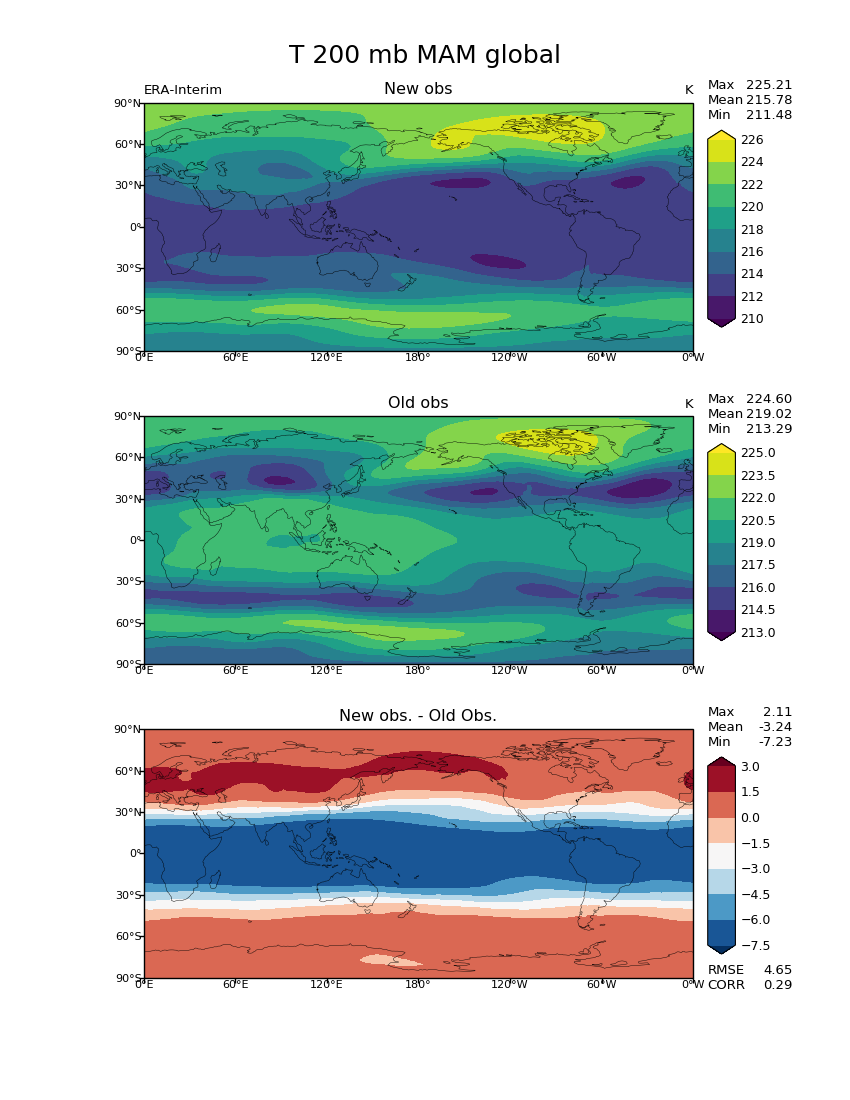 T 200 mb MAM global
ERA-Interim New obs K
Max 225.21
Mean 215.78
Min 211.48
90°N
60°N
30°N
0°
30°S
60°S
90°S
0°E 60°E 120°E 180° 120°W 60°W 0°W
226
224
222
220
218
216
214
212
210
Old obs K
Max 224.60
Mean 219.02
Min 213.29
90°N
60°N
30°N
0°
30°S
60°S
90°S
0°E 60°E 120°E 180° 120°W 60°W 0°W
225.0
223.5
222.0
220.5
219.0
217.5
216.0
214.5
213.0
New obs. - Old Obs.
Max 2.11
Mean -3.24
Min -7.23
90°N
60°N
30°N
0°
30°S
60°S
90°S
0°E 60°E 120°E 180° 120°W 60°W 0°W
3.0
1.5
0.0
−1.5
−3.0
−4.5
−6.0
−7.5
RMSE 4.65
CORR 0.29